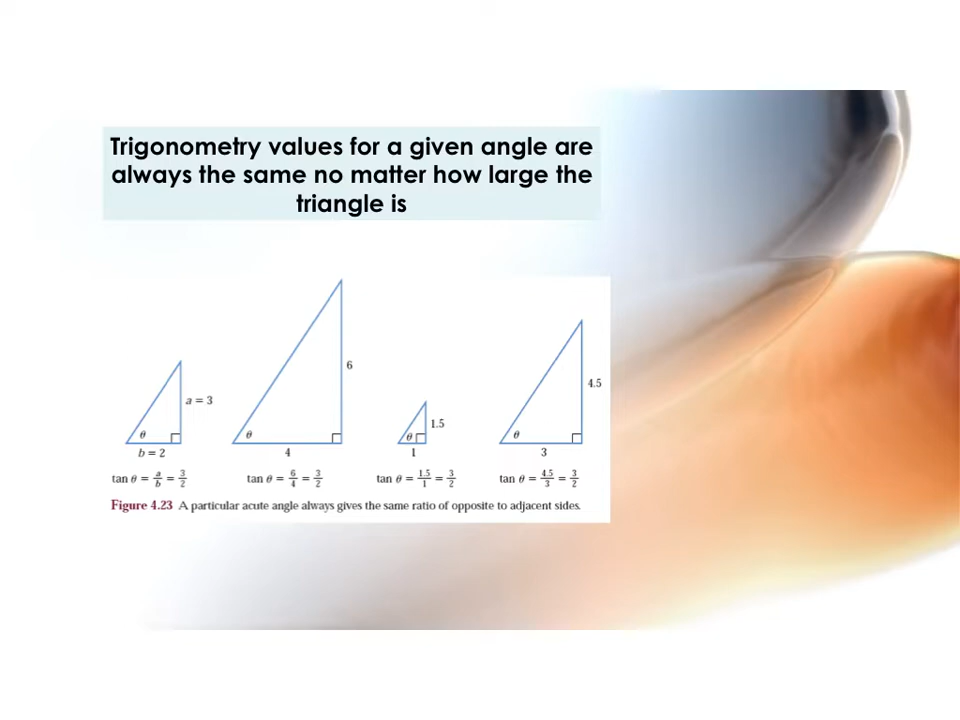 Trigonometry values for a given angle are
always the same no matter how large the
triangle is
6
4.5
a = 3
1.5
θ
θ
θ
θ
b = 2
4
1
3
tan θ = a/b = 3/2
tan θ = 6/4 = 3/2
tan θ = 1.5/1 = 3/2
tan θ = 4.5/3 = 3/2
Figure 4.23 A particular acute angle always gives the same ratio of opposite to adjacent sides.